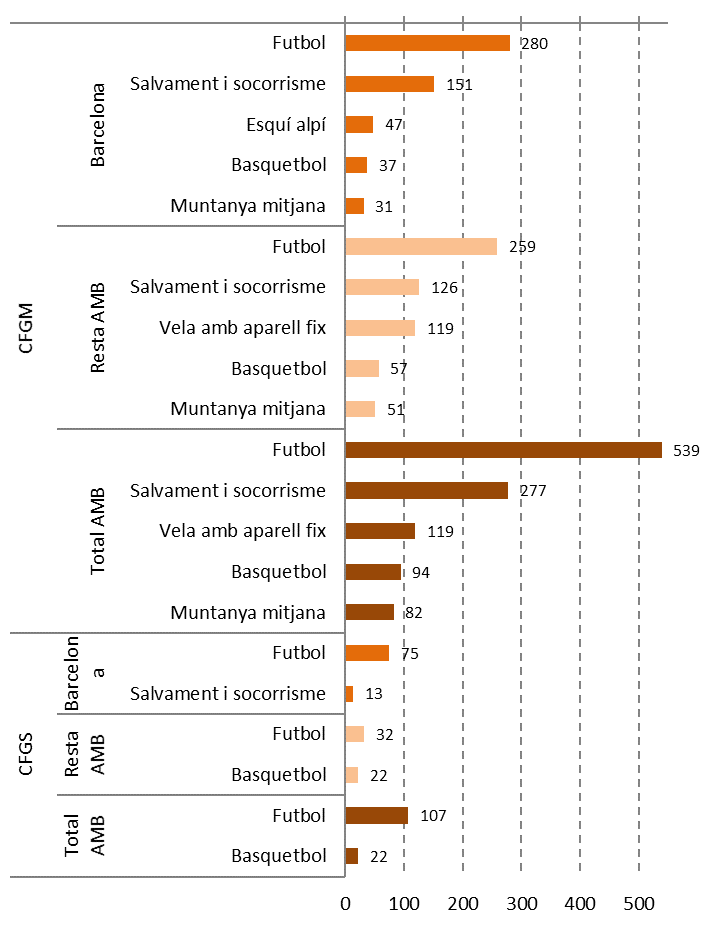 CFGM
Barcelona
Futbol 280
Salvament i socorrisme 151
Esquí alpí 47
Basquetbol 37
Muntanya mitjana 31
Resta AMB
Futbol 259
Salvament i socorrisme 126
Vela amb aparell fix 119
Basquetbol 57
Muntanya mitjana 51
Total AMB
Futbol 539
Salvament i socorrisme 277
Vela amb aparell fix 119
Basquetbol 94
Muntanya mitjana 82
CFGS
Barcelon
a
Futbol 75
Salvament i socorrisme 13
Resta
AMB
Futbol 32
Basquetbol 22
Total
AMB
Futbol 107
Basquetbol 22
0 100 200 300 400 500